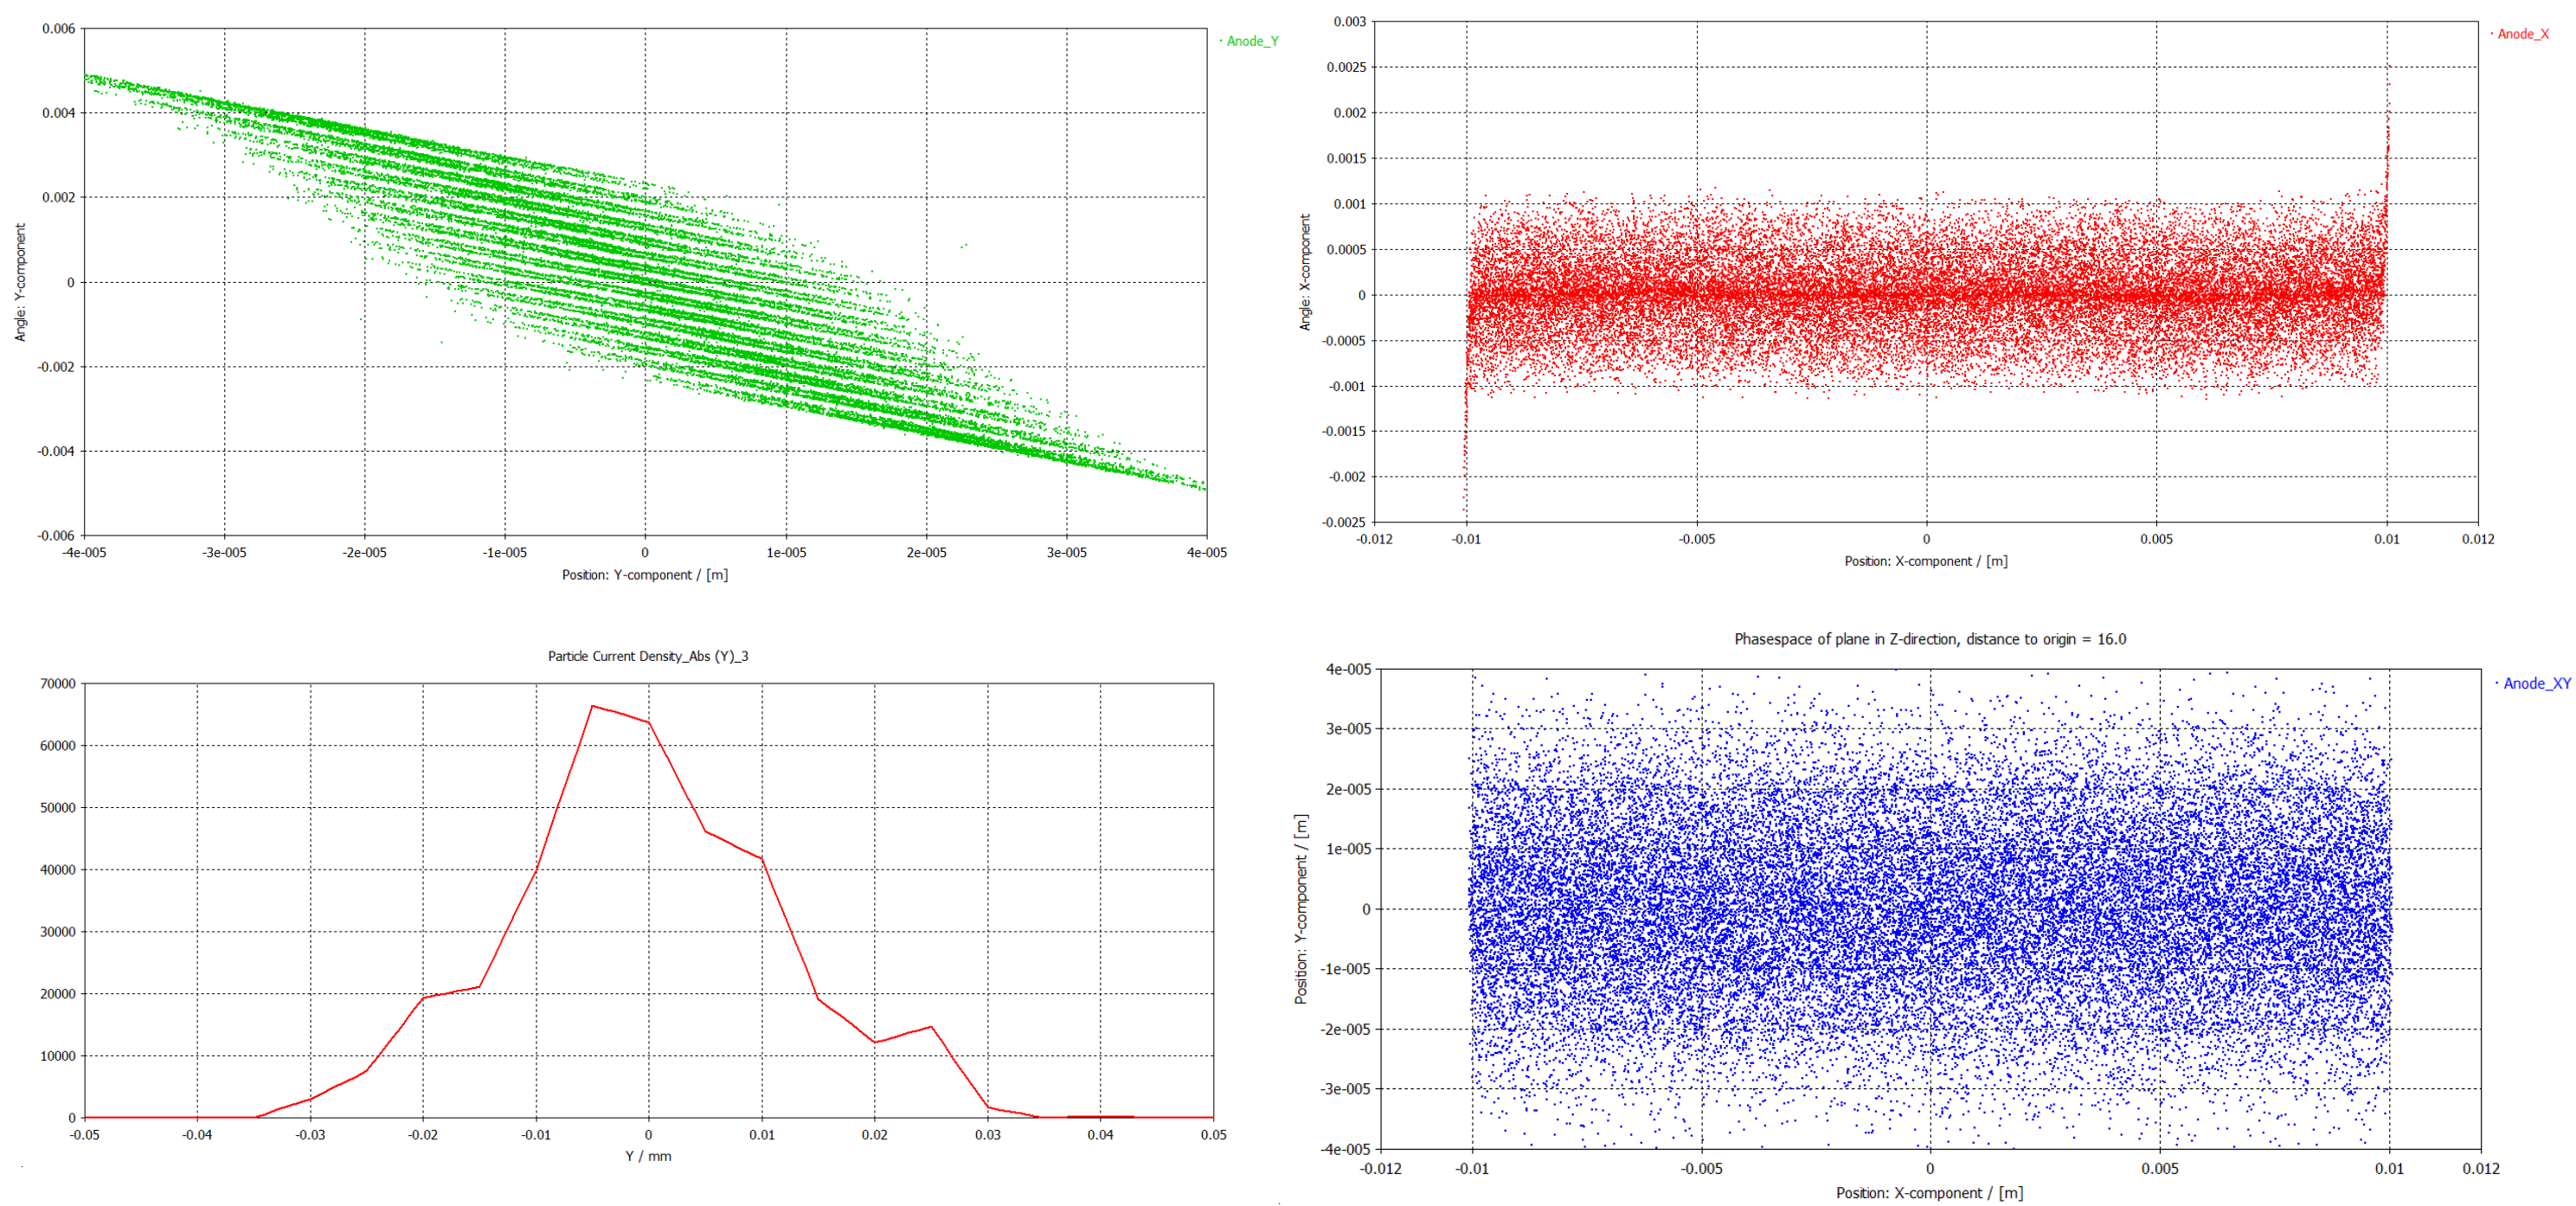 0.006
0.004
0.002
0
-0.002
-0.004
-0.006
-4e-005 -3e-005 -2e-005 -1e-005 0 1e-005 2e-005 3e-005 4e-005
Position: Y-component / [m]
Angle: Y-component
Anode_Y
0.003
0.0025
0.002
0.0015
0.001
0.0005
0
-0.0005
-0.001
-0.0015
-0.002
-0.0025
-0.012 -0.01 -0.005 0 0.005 0.01 0.012
Position: X-component / [m]
Angle: X-component
Anode_X
Particle Current Density_Abs (Y)_3
70000
60000
50000
40000
30000
20000
10000
0
-0.05 -0.04 -0.03 -0.02 -0.01 0 0.01 0.02 0.03 0.04 0.05
Y / mm
Phasespace of plane in Z-direction, distance to origin = 16.0
4e-005
3e-005
2e-005
1e-005
0
-1e-005
-2e-005
-3e-005
-4e-005
-0.012 -0.01 -0.005 0 0.005 0.01 0.012
Position: X-component / [m]
Position: Y-component / [m]
Anode_XY